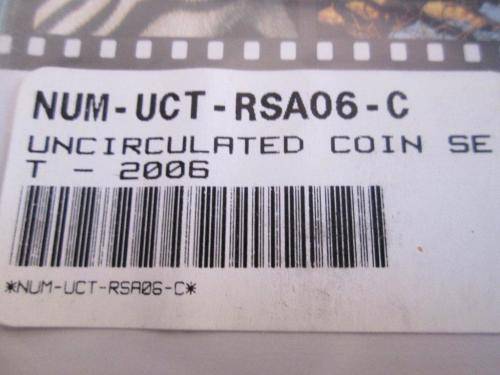 NUM-UCT-RSA06-C
UNCIRCULATED COIN SE
T - 2006
*NUM-UCT-RSA06-C*